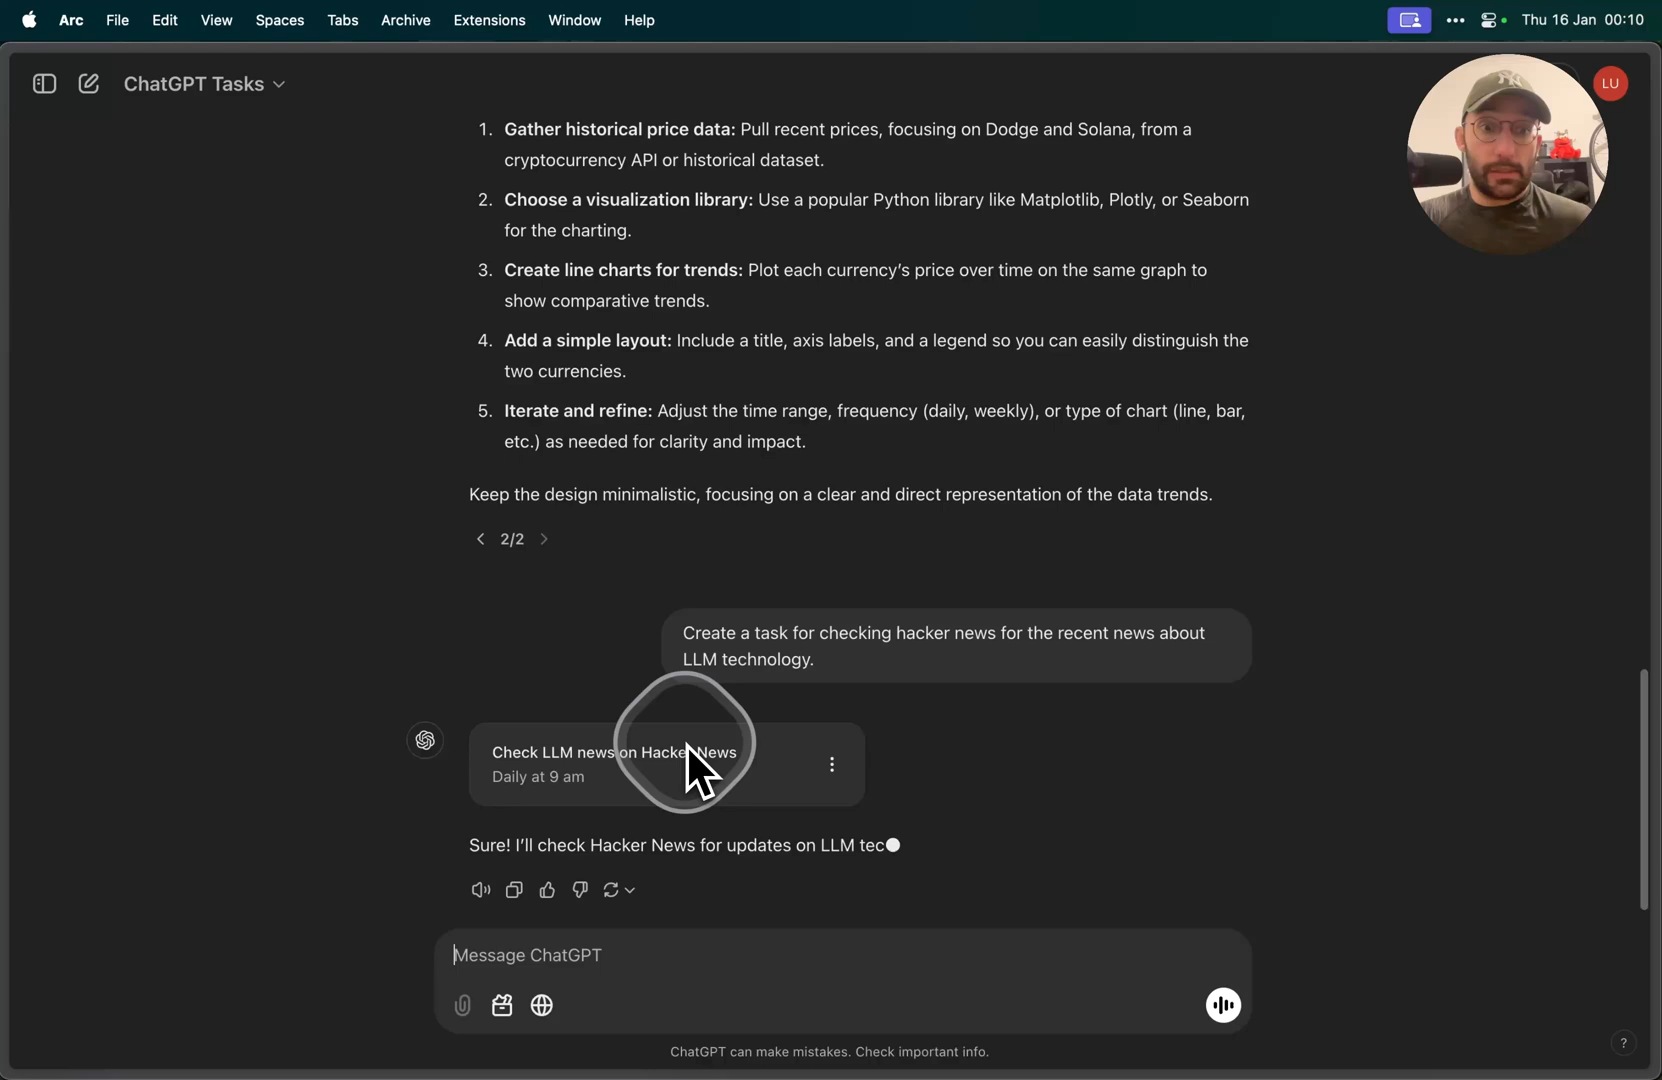 Arc File Edit View Spaces Tabs Archive Extensions Window Help Thu 16 Jan 00:10
ChatGPT Tasks
LU
1. Gather historical price data: Pull recent prices, focusing on Dodge and Solana, from a
cryptocurrency API or historical dataset.
2. Choose a visualization library: Use a popular Python library like Matplotlib, Plotly, or Seaborn
for the charting.
3. Create line charts for trends: Plot each currency's price over time on the same graph to
show comparative trends.
4. Add a simple layout: Include a title, axis labels, and a legend so you can easily distinguish the
two currencies.
5. Iterate and refine: Adjust the time range, frequency (daily, weekly), or type of chart (line, bar,
etc.) as needed for clarity and impact.
Keep the design minimalistic, focusing on a clear and direct representation of the data trends.
2/2
Create a task for checking hacker news for the recent news about
LLM technology.
Check LLM news on Hacker News
Daily at 9 am
Sure! I'll check Hacker News for updates on LLM tec
Message ChatGPT
ChatGPT can make mistakes. Check important info.
?